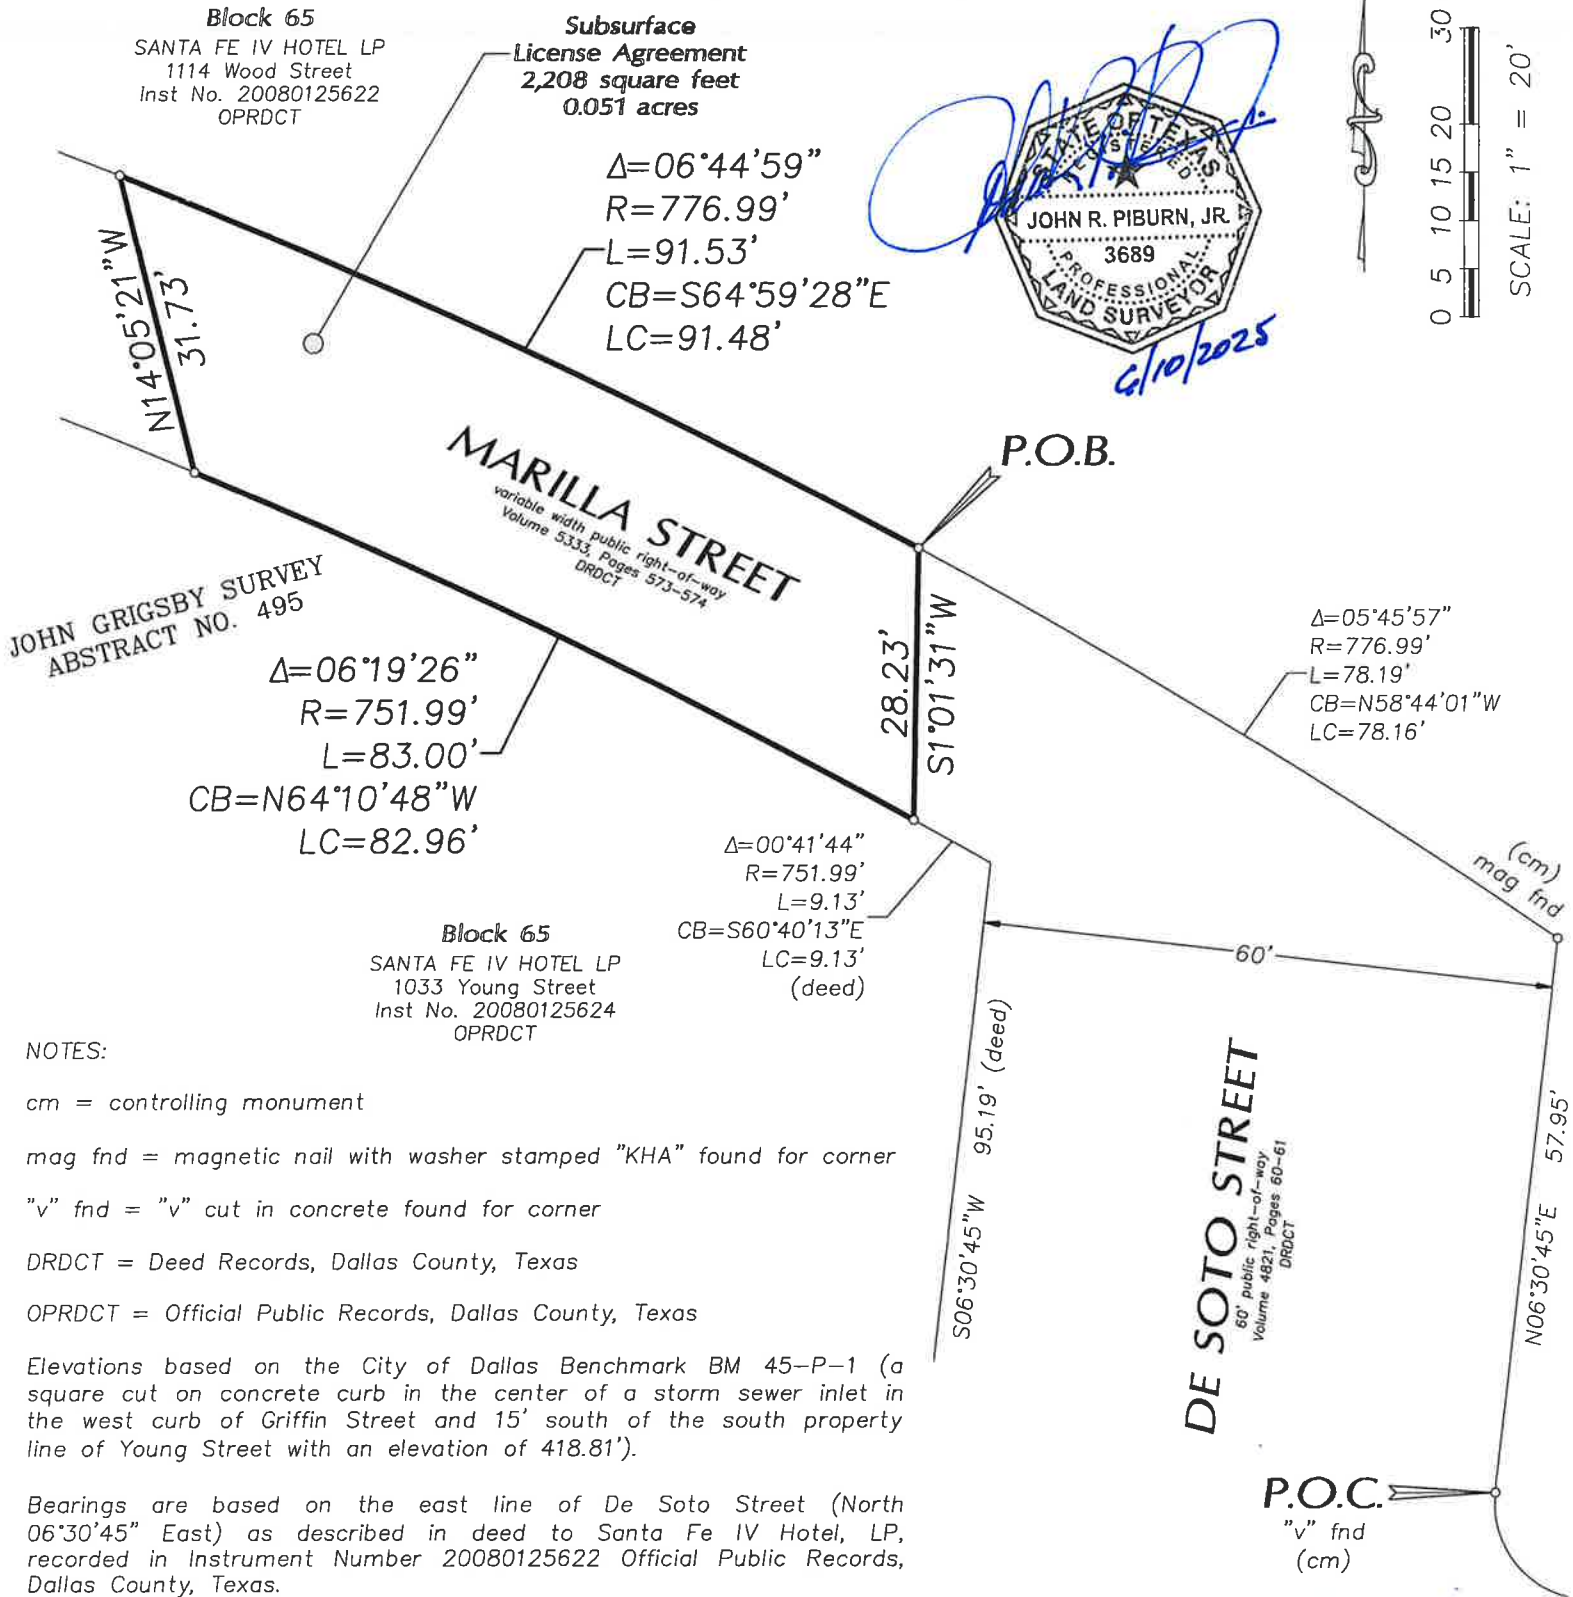 Block 65
SANTA FE IV HOTEL LP
1114 Wood Street
Inst No. 20080125622
OPRDCT
Subsurface
License Agreement
2,208 square feet
0.051 acres
Δ=06°44'59"
R=776.99'
L=91.53'
CB=S64°59'28"E
LC=91.48'
STATE OF TEXAS
REGISTERED
JOHN R. PIBURN, JR.
3689
PROFESSIONAL
LAND SURVEYOR
6/10/2025
0 5 10 15 20 30
SCALE: 1" = 20'
N14°05'21"W
31.73'
MARILLA STREET
variable width public right-of-way
Volume 5333, Pages 573-574
DRDCT
P.O.B.
JOHN GRIGSBY SURVEY
ABSTRACT NO. 495
28.23'
S1°01'31"W
Δ=05°45'57"
R=776.99'
L=78.19'
CB=N58°44'01"W
LC=78.16'
Δ=06°19'26"
R=751.99'
L=83.00'
CB=N64°10'48"W
LC=82.96'
Δ=00°41'44"
R=751.99'
L=9.13'
CB=S60°40'13"E
LC=9.13'
(deed)
(cm)
mag fnd
60'
Block 65
SANTA FE IV HOTEL LP
1033 Young Street
Inst No. 20080125624
OPRDCT
S06°30'45"W 95.19' (deed)
DE SOTO STREET
60' public right-of-way
Volume 4821, Pages 60-61
DRDCT
N06°30'45"E 57.95'
P.O.C.
"v" fnd
(cm)
NOTES:
cm = controlling monument
mag fnd = magnetic nail with washer stamped "KHA" found for corner
"v" fnd = "v" cut in concrete found for corner
DRDCT = Deed Records, Dallas County, Texas
OPRDCT = Official Public Records, Dallas County, Texas
Elevations based on the City of Dallas Benchmark BM 45-P-1 (a
square cut on concrete curb in the center of a storm sewer inlet in
the west curb of Griffin Street and 15' south of the south property
line of Young Street with an elevation of 418.81').
Bearings are based on the east line of De Soto Street (North
06°30'45" East) as described in deed to Santa Fe IV Hotel, LP,
recorded in Instrument Number 20080125622 Official Public Records,
Dallas County, Texas.